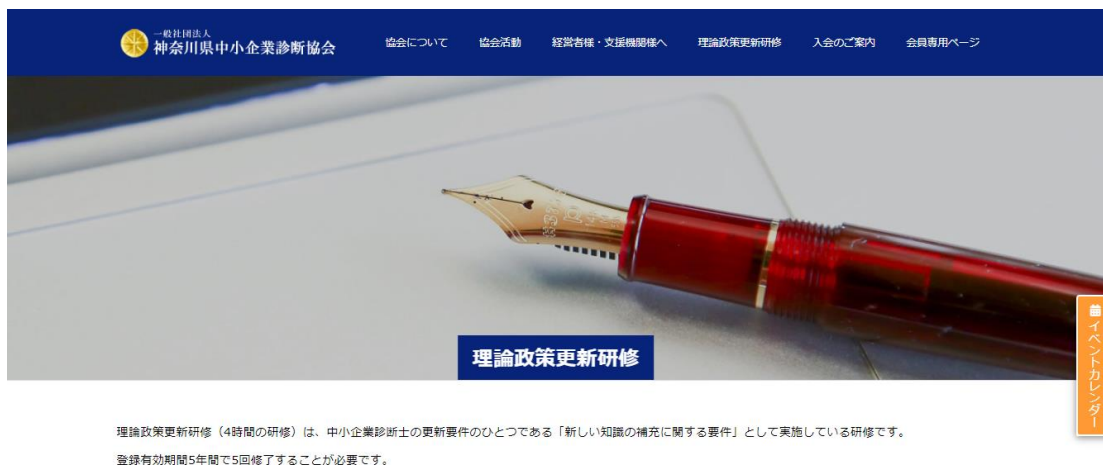 一般社団法人
神奈川県中小企業診断協会
協会について 協会活動 経営者様・支援機関様へ 理論政策更新研修 入会のご案内 会員専用ページ
理論政策更新研修
イベントカレンダー
理論政策更新研修（4時間の研修）は、中小企業診断士の更新要件のひとつである「新しい知識の補充に関する要件」として実施している研修です。
登録有効期間5年間で5回修了することが必要です。